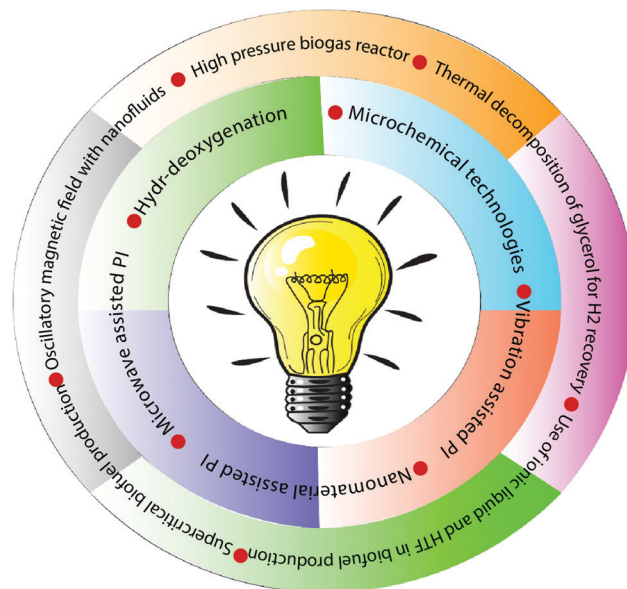 High pressure biogas reactor
Thermal decomposition of glycerol for H2 recovery
Use of ionic liquid and HTF in biofuel production
Supercritical biofuel production
Oscillatory magnetic field with nanofluids
Hydr-deoxygenation
Microchemical technologies
Vibration assisted PI
Nanomaterial assisted PI
Microwave assisted PI